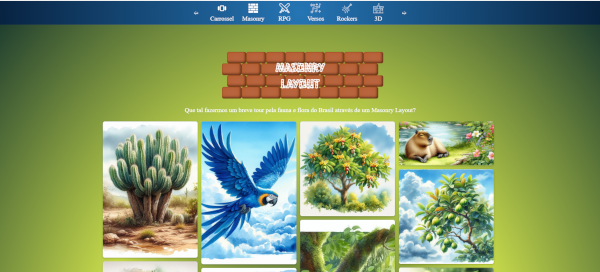 Carrossel Masonry RPG Versos Rockers 3D
MASONRY
LAYOUT
Que tal fazermos um breve tour pela fauna e flora do Brasil através de um Masonry Layout?